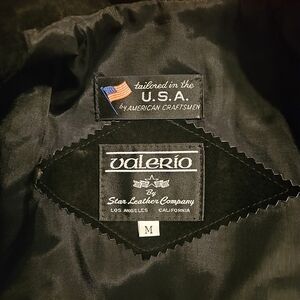 tailored in the
U.S.A.
by AMERICAN CRAFTSMEN
valerio
By
Star Leather Company
LOS ANGELES CALIFORNIA
M